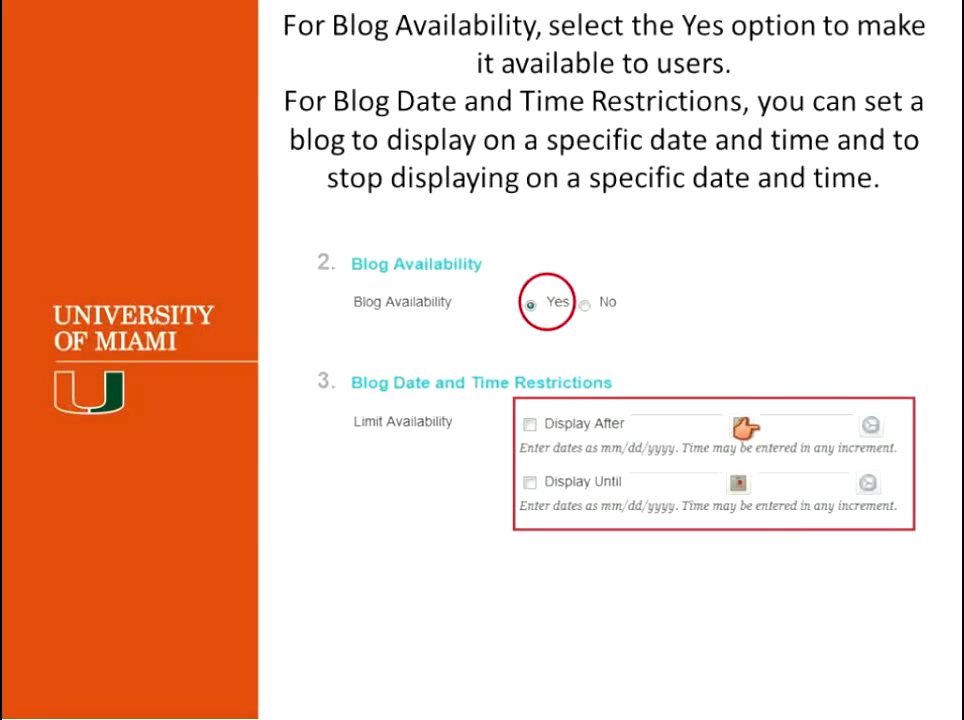 For Blog Availability, select the Yes option to make
it available to users.
For Blog Date and Time Restrictions, you can set a
blog to display on a specific date and time and to
stop displaying on a specific date and time.
2. Blog Availability
Blog Availability Yes No
UNIVERSITY
OF MIAMI
3. Blog Date and Time Restrictions
Limit Availability Display After
Enter dates as mm/dd/yyyy. Time may be entered in any increment.
Display Until
Enter dates as mm/dd/yyyy. Time may be entered in any increment.